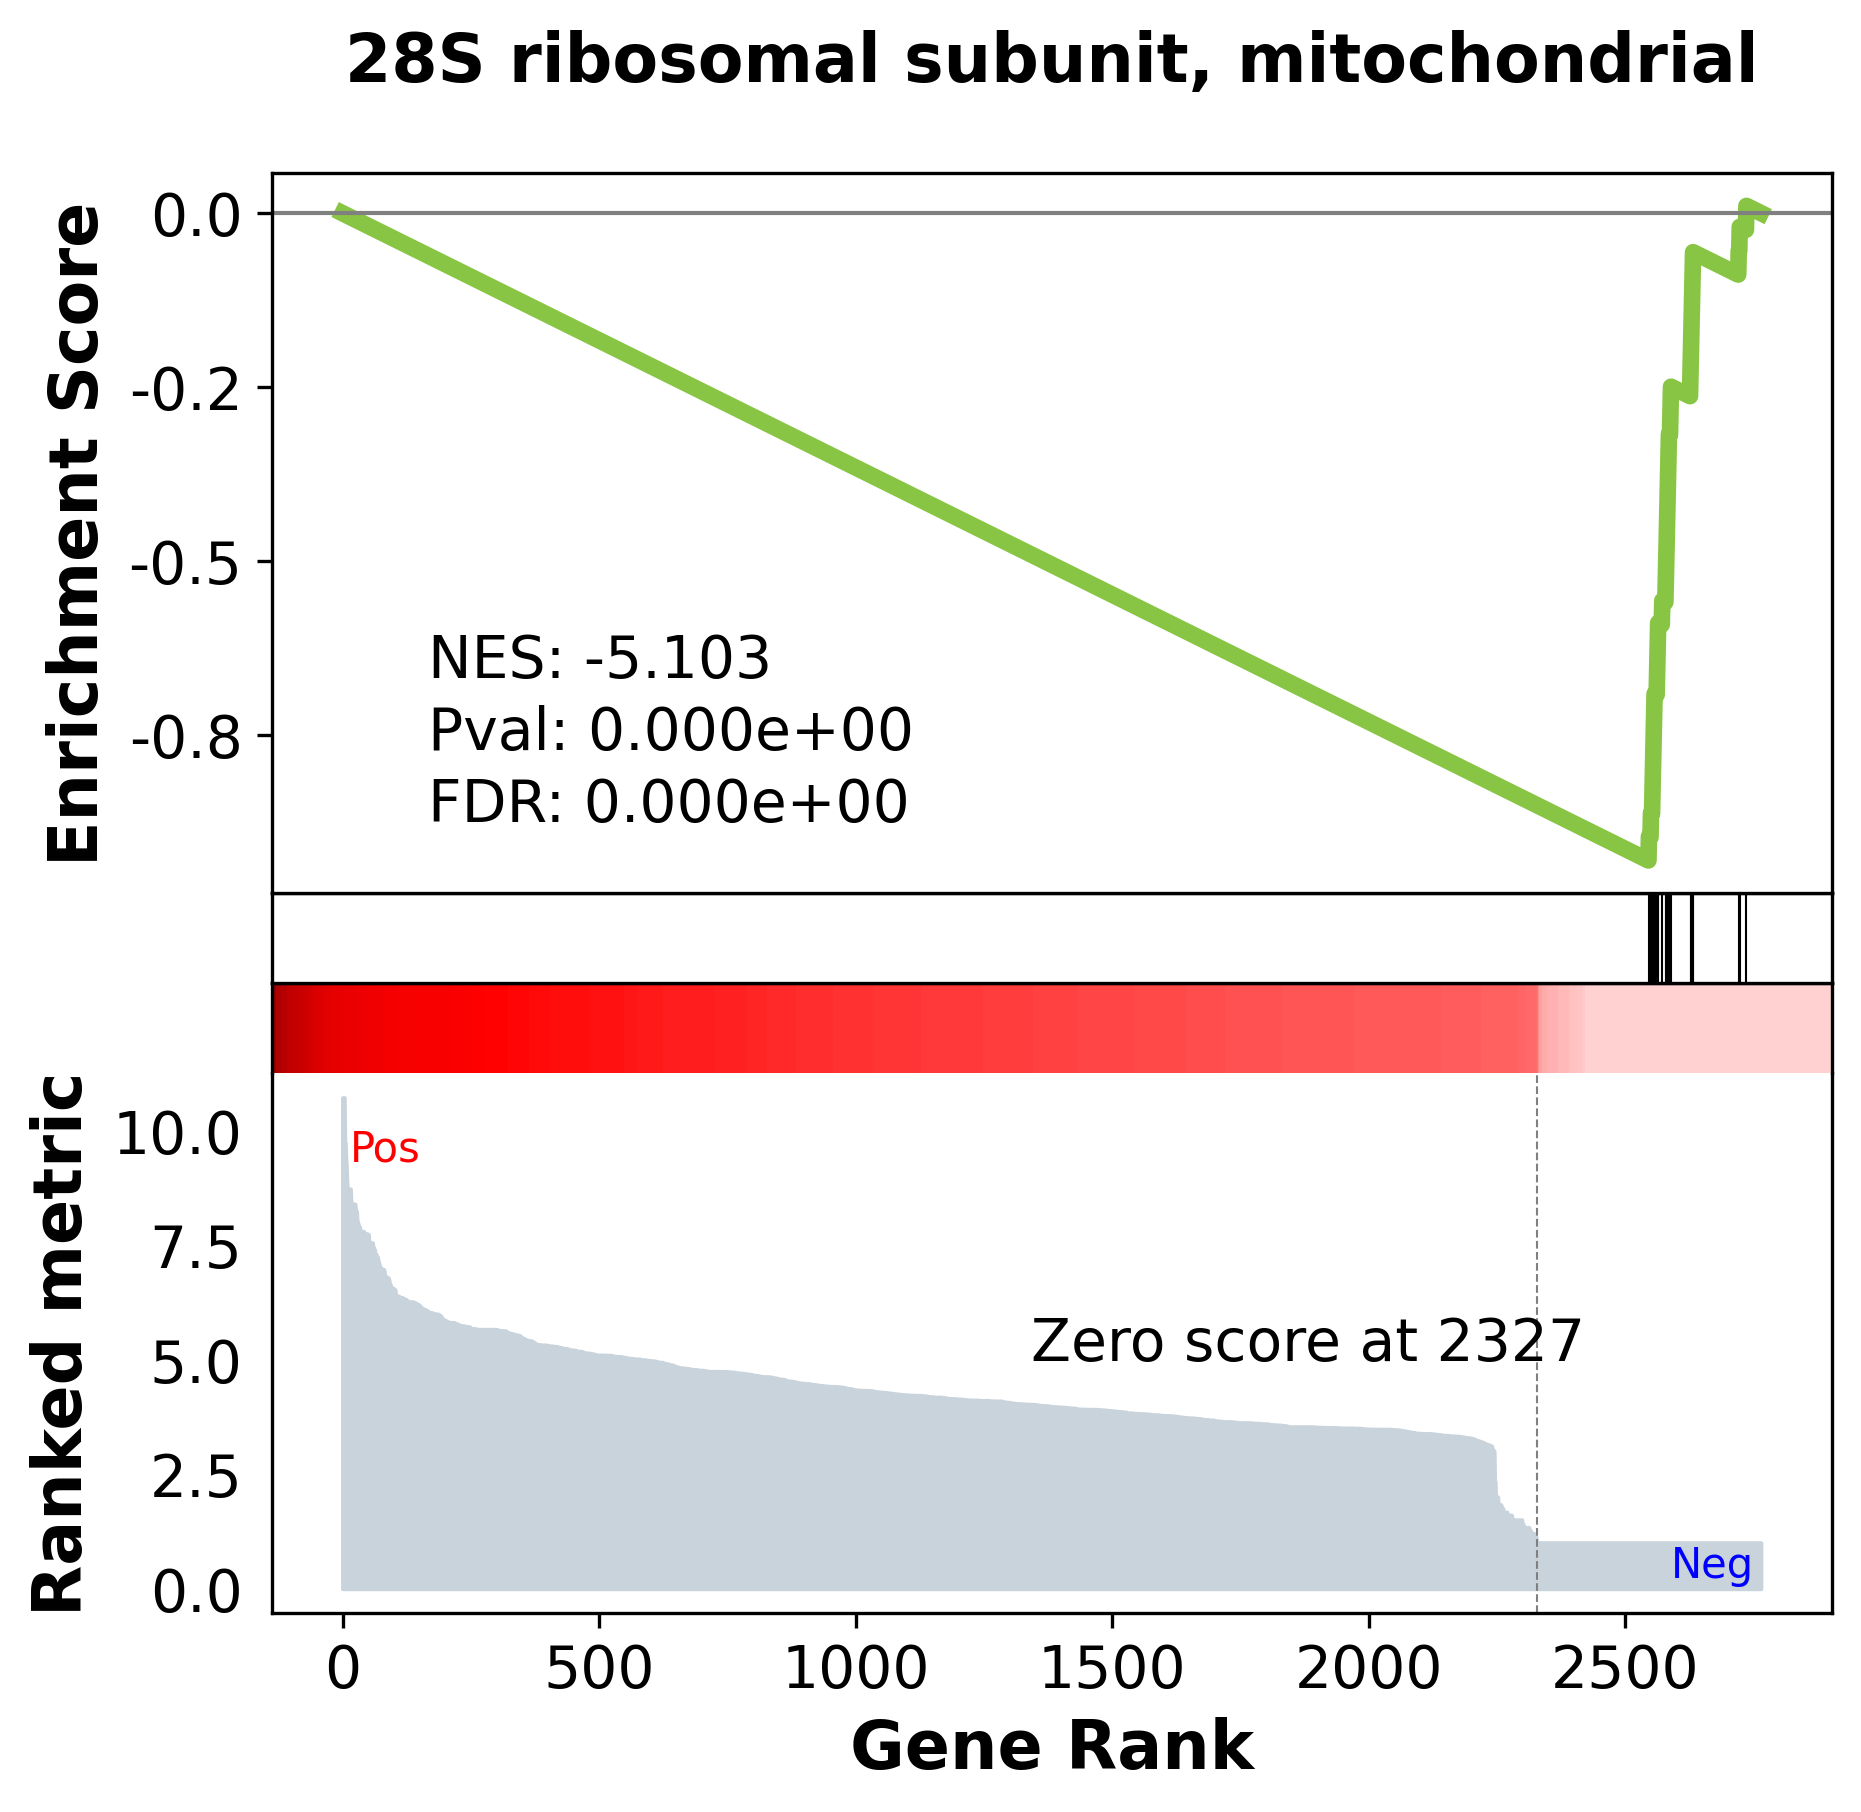 28S ribosomal subunit, mitochondrial
Enrichment Score
0.0
-0.2
-0.5
-0.8
NES: -5.103
Pval: 0.000e+00
FDR: 0.000e+00
Ranked metric
10.0
7.5
5.0
2.5
0.0
Pos
Zero score at 2327
Neg
0 500 1000 1500 2000 2500
Gene Rank